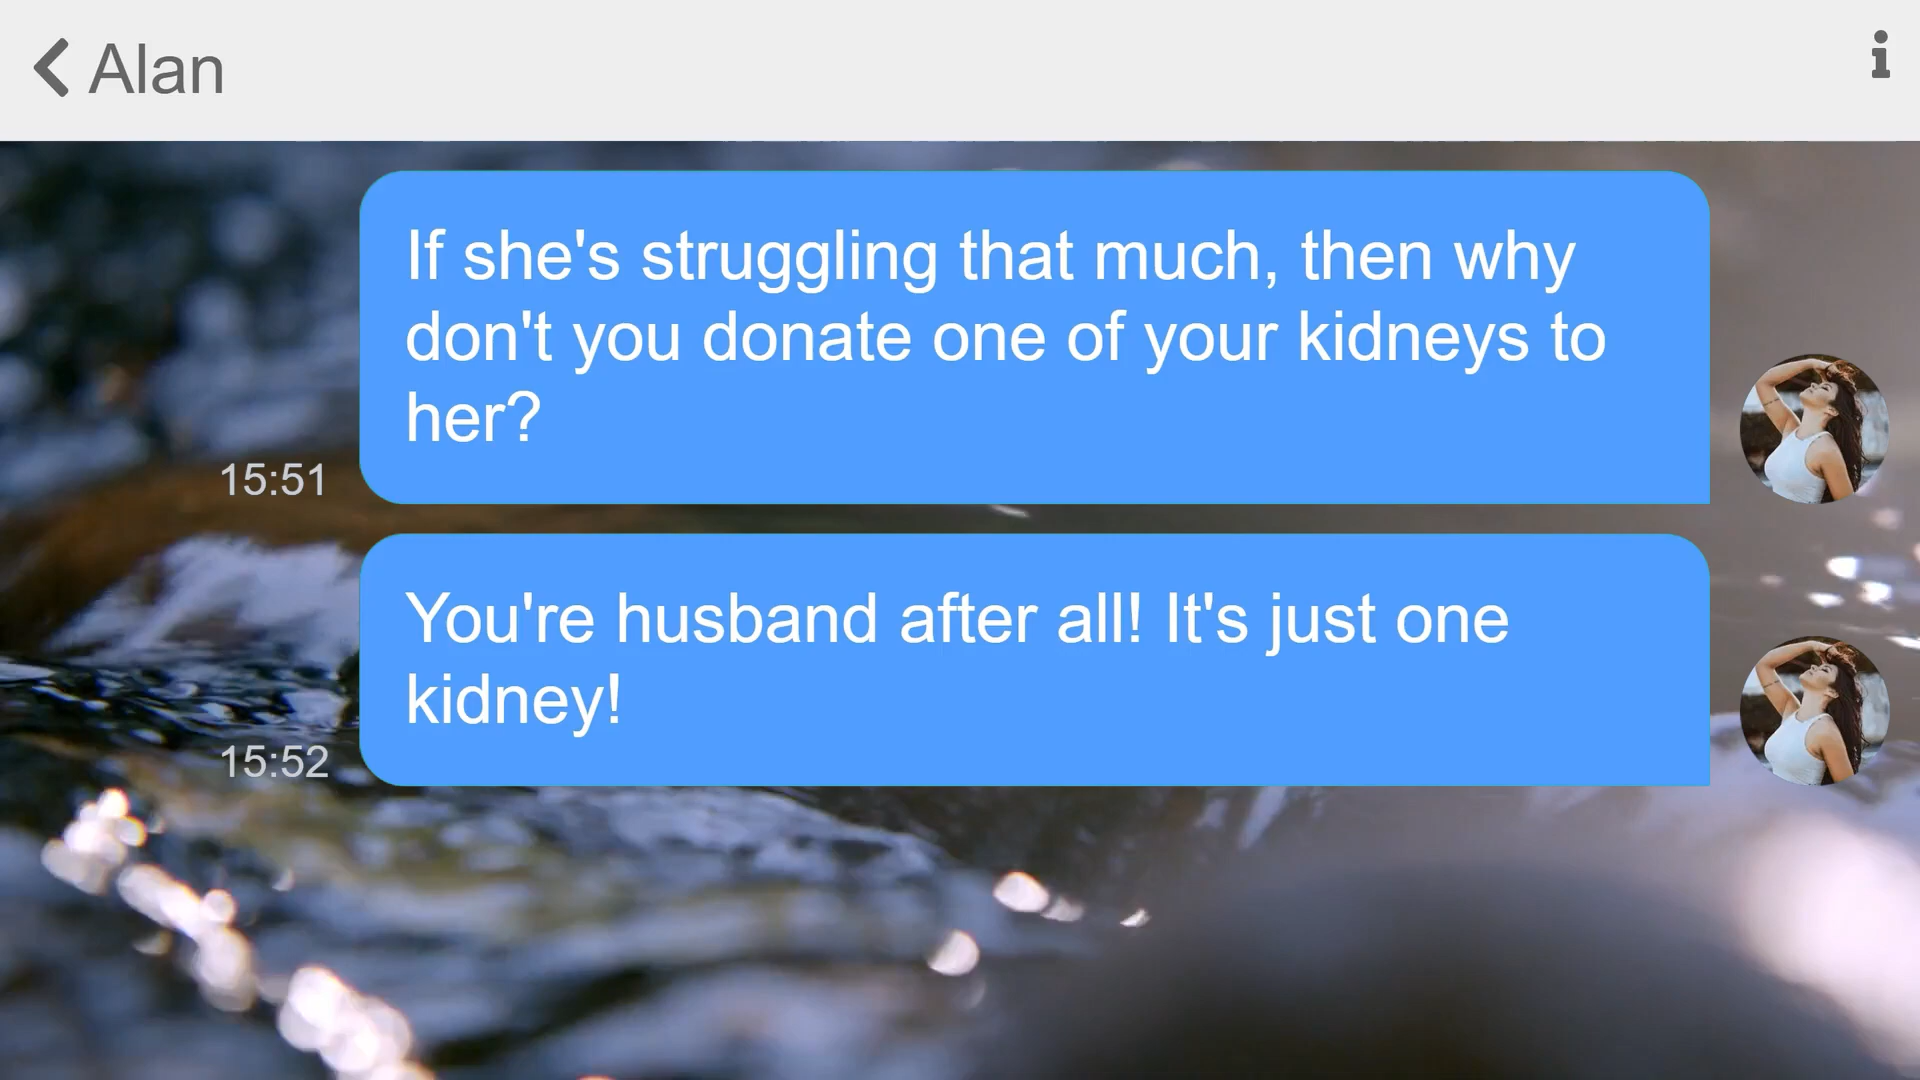 Alan
If she's struggling that much, then why
don't you donate one of your kidneys to
her?
15:51
You're husband after all! It's just one
kidney!
15:52